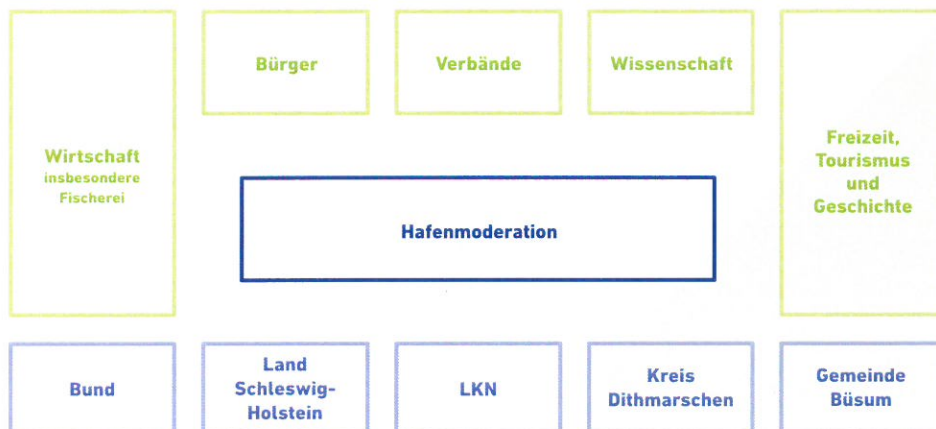 Bürger
Verbände
Wissenschaft
Wirtschaft
insbesondere
Fischerei
Freizeit,
Tourismus
und
Geschichte
Hafenmoderation
Bund
Land
Schleswig-
Holstein
LKN
Kreis
Dithmarschen
Gemeinde
Büsum